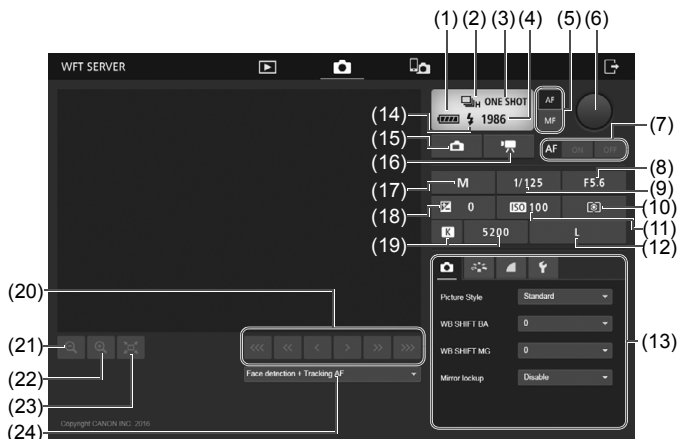 (1) (2) (3) (4) (5) (6)
WFT SERVER
H ONE SHOT
AF
1986
MF
(14)
(15)
(7)
AF ON OFF
(16)
(8)
M 1/125 F5.6
(17)
(9)
0 ISO 100
(10)
(18)
(11)
K 5200 L
(19)
(12)
(20)
Picture Style Standard
WB SHIFT BA 0
(13)
(21)
<<< << < > >> >>>
WB SHIFT MG 0
(22)
Face detection + Tracking AF
Mirror lockup Disable
(23)
Copyright CANON INC. 2016
(24)